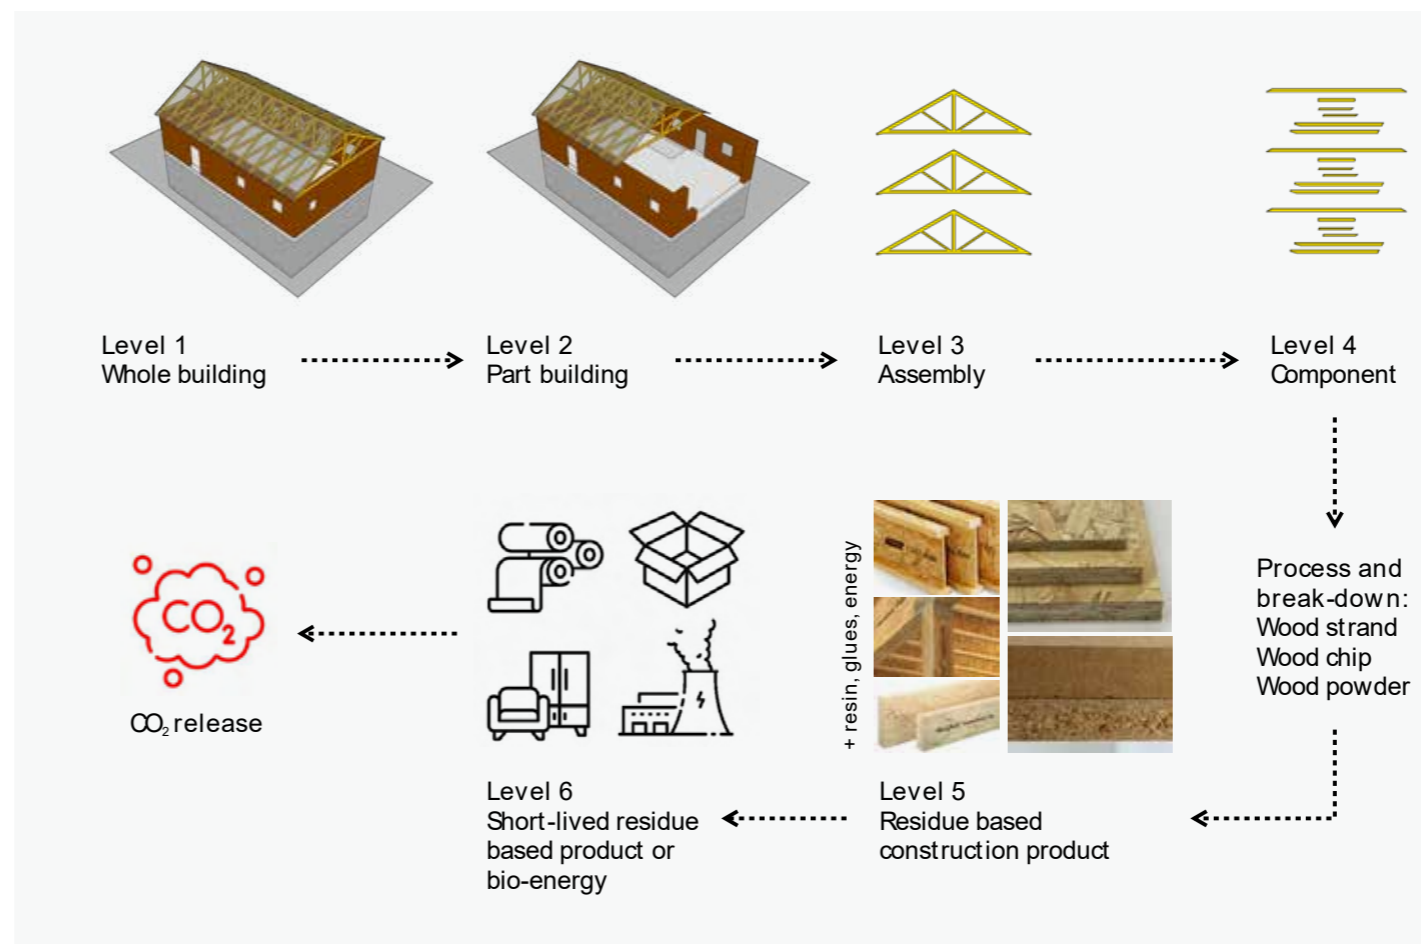 Level 1
Whole building
Level 2
Part building
Level 3
Assembly
Level 4
Component
Process and
break-down:
Wood strand
Wood chip
Wood powder
+ resin, glues, energy
Level 5
Residue based
construction product
Level 6
Short-lived residue
based product or
bio-energy
CO2
CO2 release